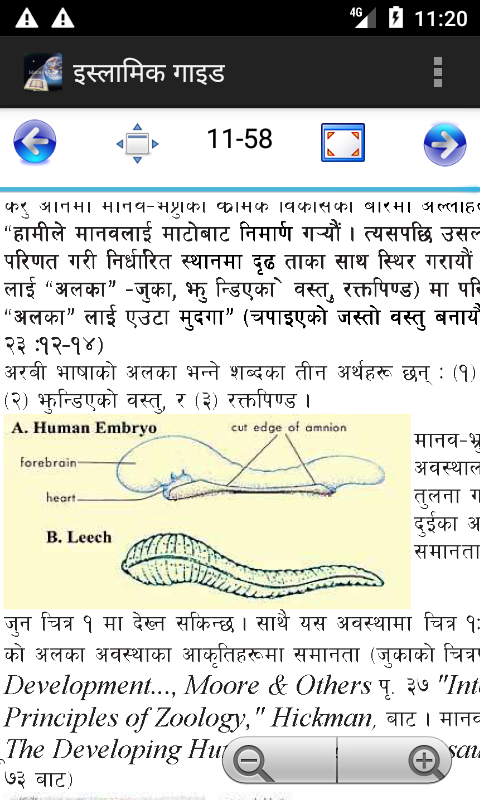 4G 11:20
इस्लामिक गाइड
11-58
“हामीले मानवलाई माटोबाट निमार्ण गऱ्यौं । त्यसपछि उसल
परिणत गरी निर्धारित स्थानमा दृढ ताका साथ स्थिर गरायौं
लाई “अलका” -जुका, झु न्डिएको वस्तु, रक्तपिण्ड) मा परि
“अलका” लाई एउटा मुदगा” (चपाइएको जस्तो वस्तु बनायौ
२३ :१२-१४)
अरबी भाषाको अलका भन्ने शब्दका तीन अर्थहरू छन् : (१)
(२) झुन्डिएको वस्तु, र (३) रक्तपिण्ड ।
A. Human Embryo cut edge of amnion
forebrain
heart
B. Leech
मानव-भ्रु
अवस्थाल
तुलना ग
दुईका अ
समानता
जुन चित्र १ मा देख्न सकिन्छ । साथै यस अवस्थामा चित्र १:
को अलका अवस्थाका आकृतिहरूमा समानता (जुकाको चित्रण
Development..., Moore & Others पृ. ३७ "Int
Principles of Zoology," Hickman, बाट । मानव
The Developing Hu
७३ बाट)